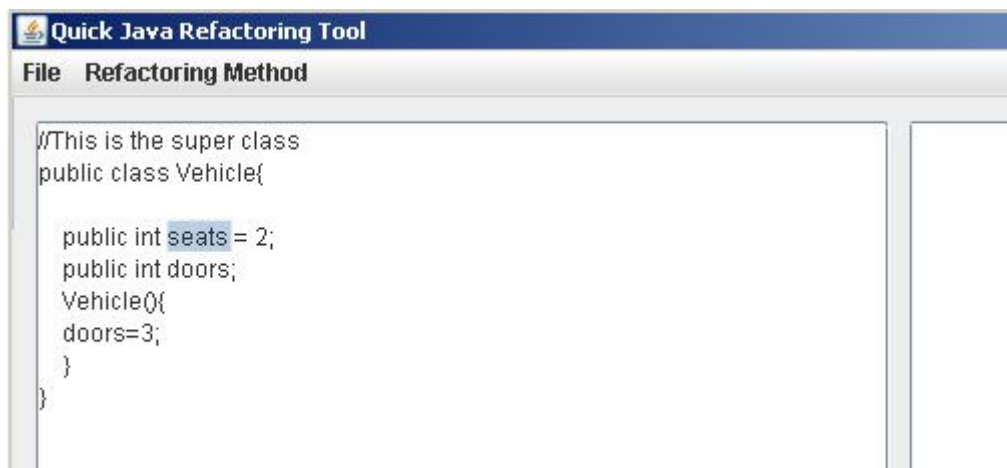 Quick Java Refactoring Tool
File Refactoring Method
//This is the super class
public class Vehicle{
public int seats = 2;
public int doors;
Vehicle(){
doors=3;
}
}